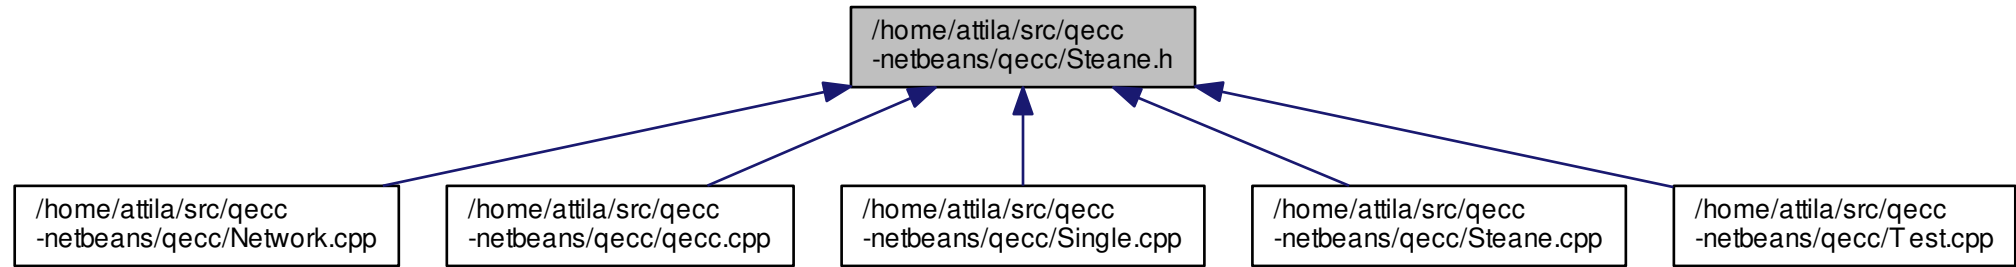 /home/attila/src/qecc
-netbeans/qecc/Steane.h
/home/attila/src/qecc
-netbeans/qecc/Network.cpp
/home/attila/src/qecc
-netbeans/qecc/qecc.cpp
/home/attila/src/qecc
-netbeans/qecc/Single.cpp
/home/attila/src/qecc
-netbeans/qecc/Steane.cpp
/home/attila/src/qecc
-netbeans/qecc/Test.cpp